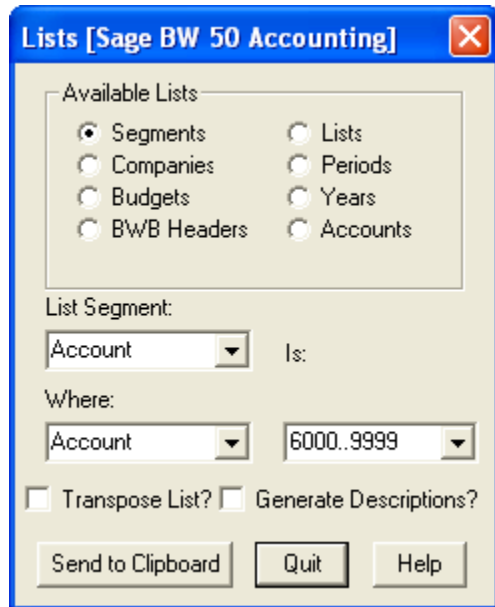 Lists [Sage BW 50 Accounting]
Available Lists
Segments Lists
Companies Periods
Budgets Years
BWB Headers Accounts
List Segment:
Account Is:
Where:
Account 6000..9999
Transpose List? Generate Descriptions?
Send to Clipboard Quit Help